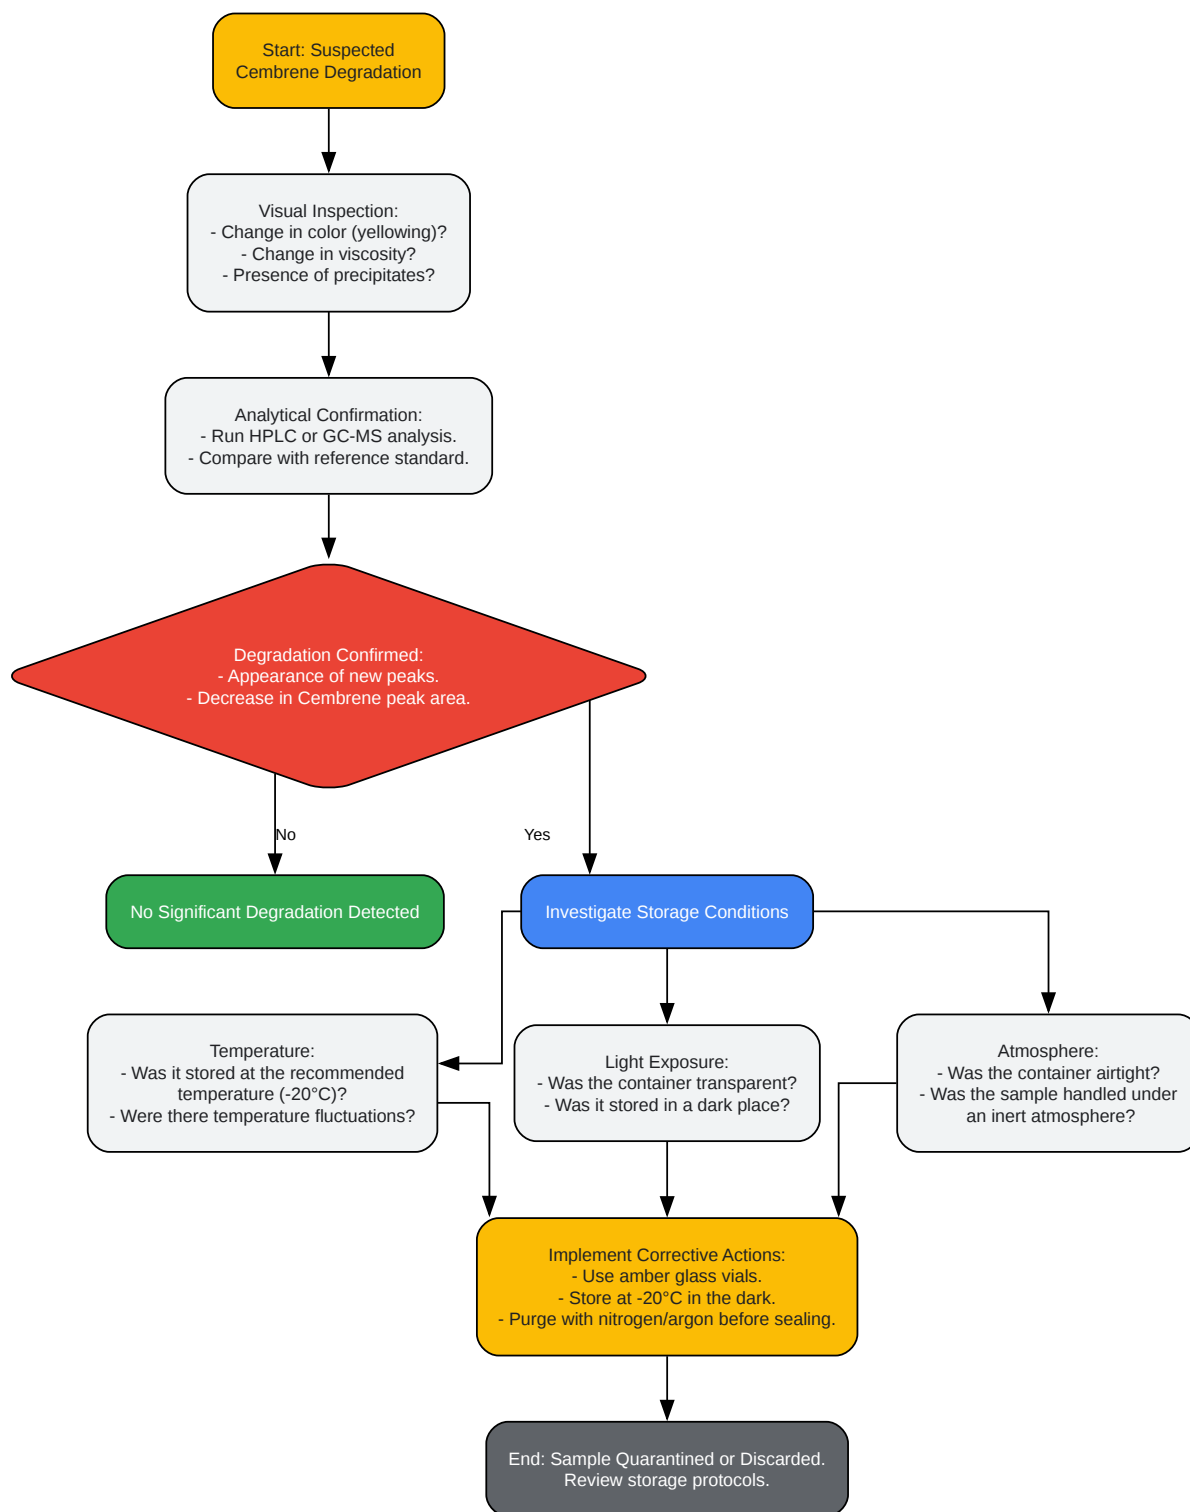 Start: Suspected
Cembrene Degradation
Visual Inspection:
- Change in color (yellowing)?
- Change in viscosity?
- Presence of precipitates?
Analytical Confirmation:
- Run HPLC or GC-MS analysis.
- Compare with reference standard.
Degradation Confirmed:
- Appearance of new peaks.
- Decrease in Cembrene peak area.
No
Yes
No Significant Degradation Detected
Investigate Storage Conditions
Temperature:
- Was it stored at the recommended
temperature (-20°C)?
- Were there temperature fluctuations?
Light Exposure:
- Was the container transparent?
- Was it stored in a dark place?
Atmosphere:
- Was the container airtight?
- Was the sample handled under
an inert atmosphere?
Implement Corrective Actions:
- Use amber glass vials.
- Store at -20°C in the dark.
- Purge with nitrogen/argon before sealing.
End: Sample Quarantined or Discarded.
Review storage protocols.